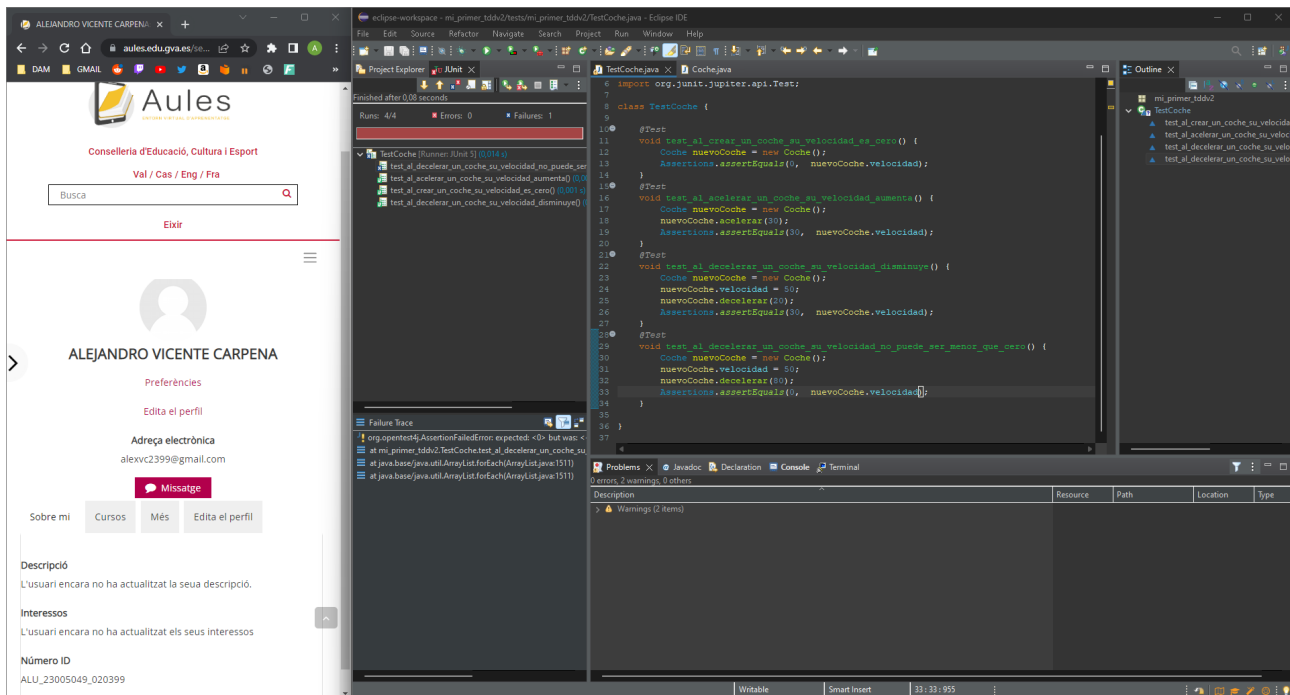 ALEJANDRO VICENTE CARPENA
aules.edu.gva.es/se...
A
DAM
GMAIL
Aules
ENTORN VIRTUAL D'APRENENTATGE
Conselleria d'Educació, Cultura i Esport
Val / Cas / Eng / Fra
Busca
Eixir
ALEJANDRO VICENTE CARPENA
Preferències
Edita el perfil
Adreça electrònica
alexvc2399@gmail.com
Missatge
Sobre mi Cursos Més Edita el perfil
Descripció
L'usuari encara no ha actualitzat la seua descripció.
Interessos
L'usuari encara no ha actualitzat els seus interessos
Número ID
ALU_23005049_020399
eclipse-workspace - mi_primer_tddv2/tests/mi_primer_tddv2/TestCoche.java - Eclipse IDE
File Edit Source Refactor Navigate Search Project Run Window Help
Project Explorer JUnit
Finished after 0,08 seconds
Runs: 4/4 Errors: 0 Failures: 1
TestCoche [Runner: JUnit 5] (0,014 s)
test_al_decelerar_un_coche_su_velocidad_no_puede_ser
test_al_acelerar_un_coche_su_velocidad_aumenta() (0,00
test_al_crear_un_coche_su_velocidad_es_cero() (0,001 s)
test_al_decelerar_un_coche_su_velocidad_disminuye() (
Failure Trace
org.opentest4j.AssertionFailedError: expected: <0> but was: <
at mi_primer_tddv2.TestCoche.test_al_decelerar_un_coche_su_
at java.base/java.util.ArrayList.forEach(ArrayList.java:1511)
at java.base/java.util.ArrayList.forEach(ArrayList.java:1511)
TestCoche.java Coche.java
6 import org.junit.jupiter.api.Test;
7
8 class TestCoche {
9
10 @Test
11 void test_al_crear_un_coche_su_velocidad_es_cero() {
12 Coche nuevoCoche = new Coche();
13 Assertions.assertEquals(0, nuevoCoche.velocidad);
14 }
15 @Test
16 void test_al_acelerar_un_coche_su_velocidad_aumenta() {
17 Coche nuevoCoche = new Coche();
18 nuevoCoche.acelerar(30);
19 Assertions.assertEquals(30, nuevoCoche.velocidad);
20 }
21 @Test
22 void test_al_decelerar_un_coche_su_velocidad_disminuye() {
23 Coche nuevoCoche = new Coche();
24 nuevoCoche.velocidad = 50;
25 nuevoCoche.decelerar(20);
26 Assertions.assertEquals(30, nuevoCoche.velocidad);
27 }
28 @Test
29 void test_al_decelerar_un_coche_su_velocidad_no_puede_ser_menor_que_cero() {
30 Coche nuevoCoche = new Coche();
31 nuevoCoche.velocidad = 50;
32 nuevoCoche.decelerar(80);
33 Assertions.assertEquals(0, nuevoCoche.velocidad);
34 }
35
36 }
37
Outline
mi_primer_tddv2
TestCoche
test_al_crear_un_coche_su_velocida
test_al_acelerar_un_coche_su_veloc
test_al_decelerar_un_coche_su_velo
test_al_decelerar_un_coche_su_velo
Problems Javadoc Declaration Console Terminal
0 errors, 2 warnings, 0 others
Description Resource Path Location Type
Warnings (2 items)
Writable Smart Insert 33 : 33 : 955